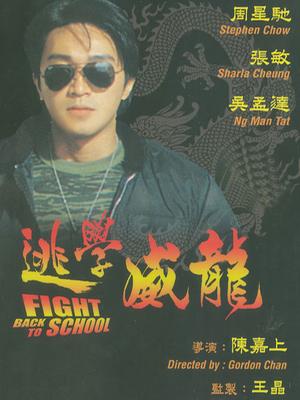 周星馳
Stephen Chow
張敏
Sharla Cheung
吳孟達
Ng Man Tat
逃學威龍
FIGHT
BACK TO SCHOOL
導演：陳嘉上
Directed by : Gordon Chan
監製：王晶